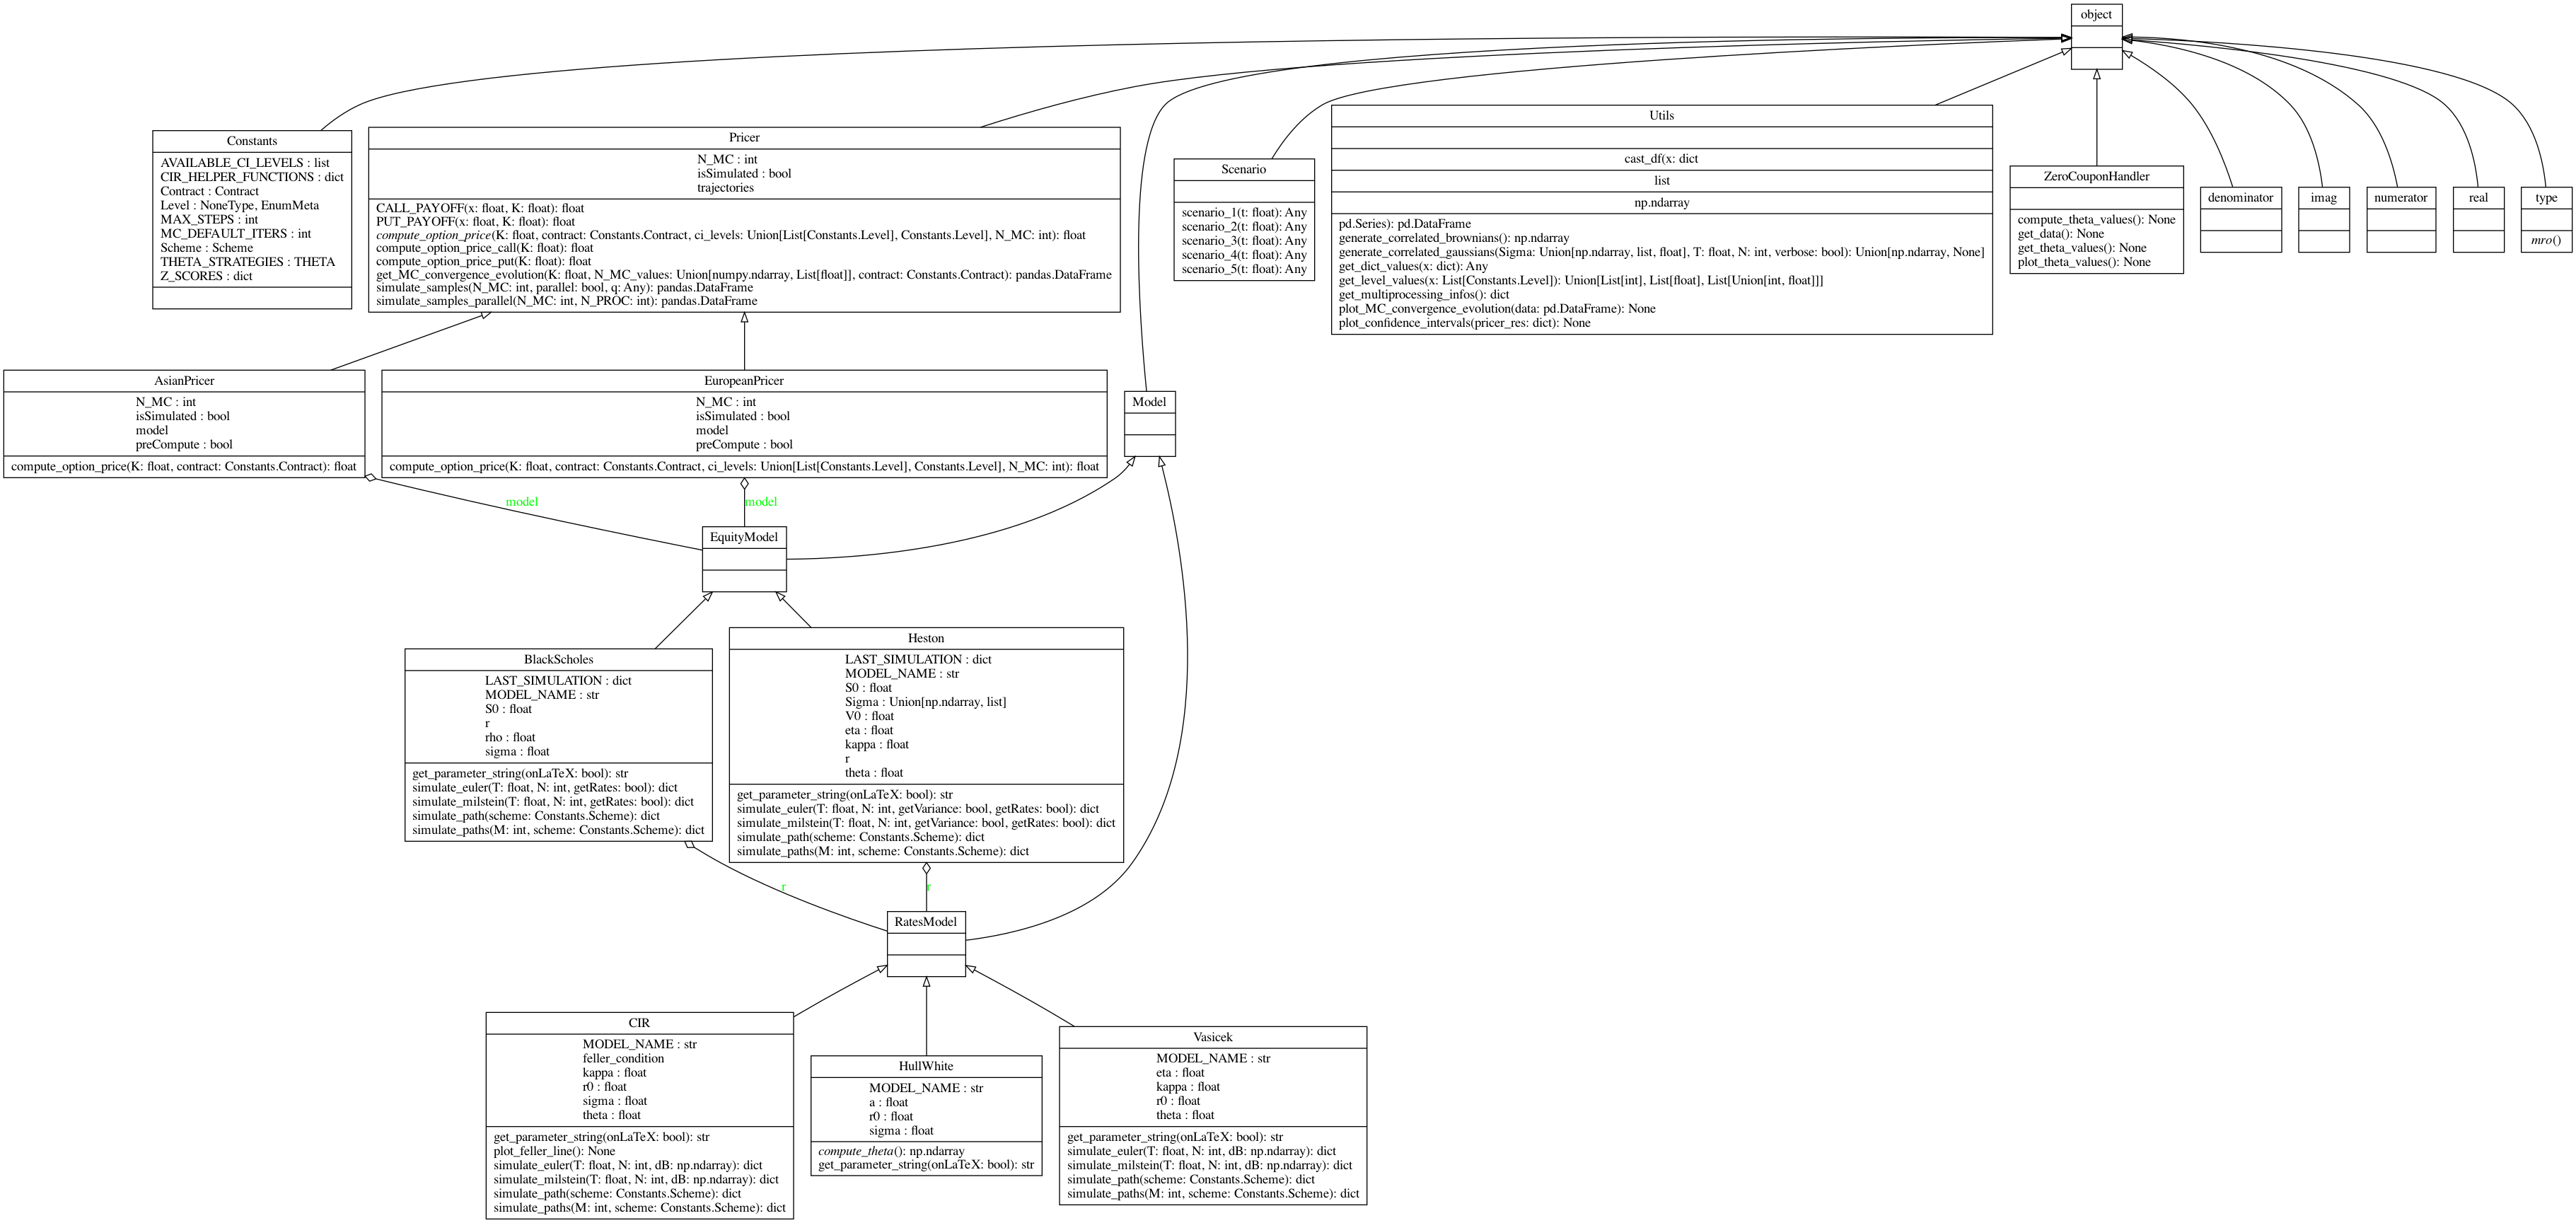 object
Constants
AVAILABLE_CI_LEVELS : list
CIR_HELPER_FUNCTIONS : dict
Contract : Contract
Level : NoneType, EnumMeta
MAX_STEPS : int
MC_DEFAULT_ITERS : int
Scheme : Scheme
THETA_STRATEGIES : THETA
Z_SCORES : dict
Pricer
N_MC : int
isSimulated : bool
trajectories
CALL_PAYOFF(x: float, K: float): float
PUT_PAYOFF(x: float, K: float): float
compute_option_price(K: float, contract: Constants.Contract, ci_levels: Union[List[Constants.Level], Constants.Level], N_MC: int): float
compute_option_price_call(K: float): float
compute_option_price_put(K: float): float
get_MC_convergence_evolution(K: float, N_MC_values: Union[numpy.ndarray, List[float]], contract: Constants.Contract): pandas.DataFrame
simulate_samples(N_MC: int, parallel: bool, q: Any): pandas.DataFrame
simulate_samples_parallel(N_MC: int, N_PROC: int): pandas.DataFrame
Scenario
scenario_1(t: float): Any
scenario_2(t: float): Any
scenario_3(t: float): Any
scenario_4(t: float): Any
scenario_5(t: float): Any
Utils
cast_df(x: dict
list
np.ndarray
pd.Series): pd.DataFrame
generate_correlated_brownians(): np.ndarray
generate_correlated_gaussians(Sigma: Union[np.ndarray, list, float], T: float, N: int, verbose: bool): Union[np.ndarray, None]
get_dict_values(x: dict): Any
get_level_values(x: List[Constants.Level]): Union[List[int], List[float], List[Union[int, float]]]
get_multiprocessing_infos(): dict
plot_MC_convergence_evolution(data: pd.DataFrame): None
plot_confidence_intervals(pricer_res: dict): None
ZeroCouponHandler
compute_theta_values(): None
get_data(): None
get_theta_values(): None
plot_theta_values(): None
denominator
imag
numerator
real
type
mro()
AsianPricer
N_MC : int
isSimulated : bool
model
preCompute : bool
compute_option_price(K: float, contract: Constants.Contract): float
EuropeanPricer
N_MC : int
isSimulated : bool
model
preCompute : bool
compute_option_price(K: float, contract: Constants.Contract, ci_levels: Union[List[Constants.Level], Constants.Level], N_MC: int): float
Model
model
model
EquityModel
BlackScholes
LAST_SIMULATION : dict
MODEL_NAME : str
S0 : float
r
rho : float
sigma : float
get_parameter_string(onLaTeX: bool): str
simulate_euler(T: float, N: int, getRates: bool): dict
simulate_milstein(T: float, N: int, getRates: bool): dict
simulate_path(scheme: Constants.Scheme): dict
simulate_paths(M: int, scheme: Constants.Scheme): dict
Heston
LAST_SIMULATION : dict
MODEL_NAME : str
S0 : float
Sigma : Union[np.ndarray, list]
V0 : float
eta : float
kappa : float
r
theta : float
get_parameter_string(onLaTeX: bool): str
simulate_euler(T: float, N: int, getVariance: bool, getRates: bool): dict
simulate_milstein(T: float, N: int, getVariance: bool, getRates: bool): dict
simulate_path(scheme: Constants.Scheme): dict
simulate_paths(M: int, scheme: Constants.Scheme): dict
r
r
RatesModel
CIR
MODEL_NAME : str
feller_condition
kappa : float
r0 : float
sigma : float
theta : float
get_parameter_string(onLaTeX: bool): str
plot_feller_line(): None
simulate_euler(T: float, N: int, dB: np.ndarray): dict
simulate_milstein(T: float, N: int, dB: np.ndarray): dict
simulate_path(scheme: Constants.Scheme): dict
simulate_paths(M: int, scheme: Constants.Scheme): dict
HullWhite
MODEL_NAME : str
a : float
r0 : float
sigma : float
compute_theta(): np.ndarray
get_parameter_string(onLaTeX: bool): str
Vasicek
MODEL_NAME : str
eta : float
kappa : float
r0 : float
theta : float
get_parameter_string(onLaTeX: bool): str
simulate_euler(T: float, N: int, dB: np.ndarray): dict
simulate_milstein(T: float, N: int, dB: np.ndarray): dict
simulate_path(scheme: Constants.Scheme): dict
simulate_paths(M: int, scheme: Constants.Scheme): dict